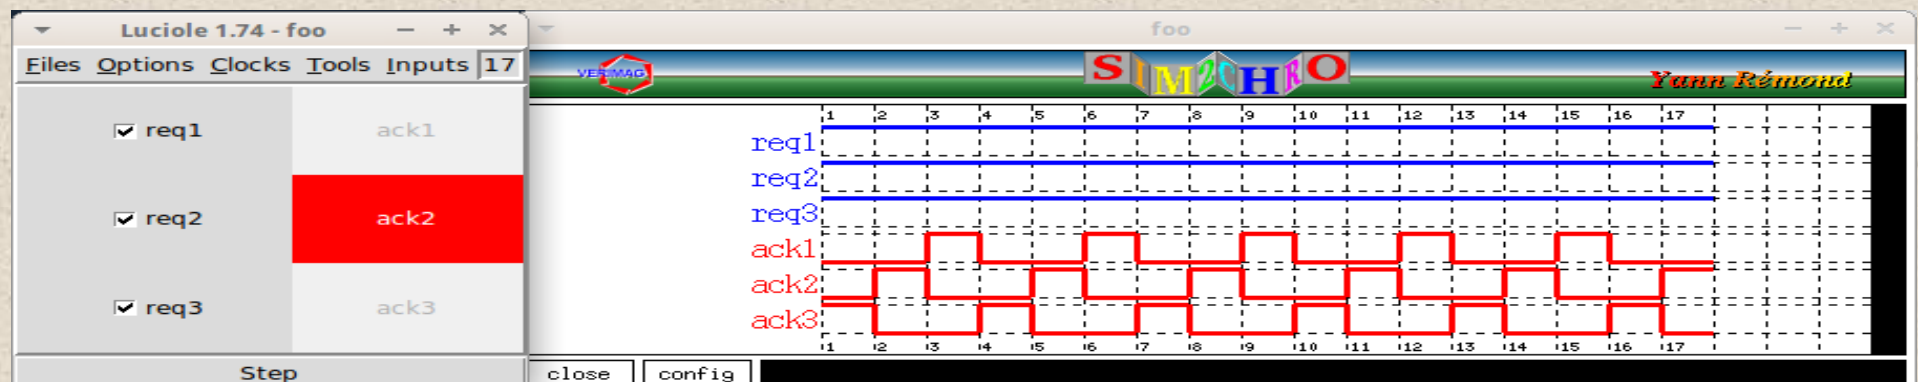 Luciole 1.74 - foo
Files Options Clocks Tools Inputs 17
req1 ack1
req2 ack2
req3 ack3
Step
foo
VERIMAG SIM2CHRO Yann Rémond
1 2 3 4 5 6 7 8 9 10 11 12 13 14 15 16 17
req1
req2
req3
ack1
ack2
ack3
1 2 3 4 5 6 7 8 9 10 11 12 13 14 15 16 17
close config